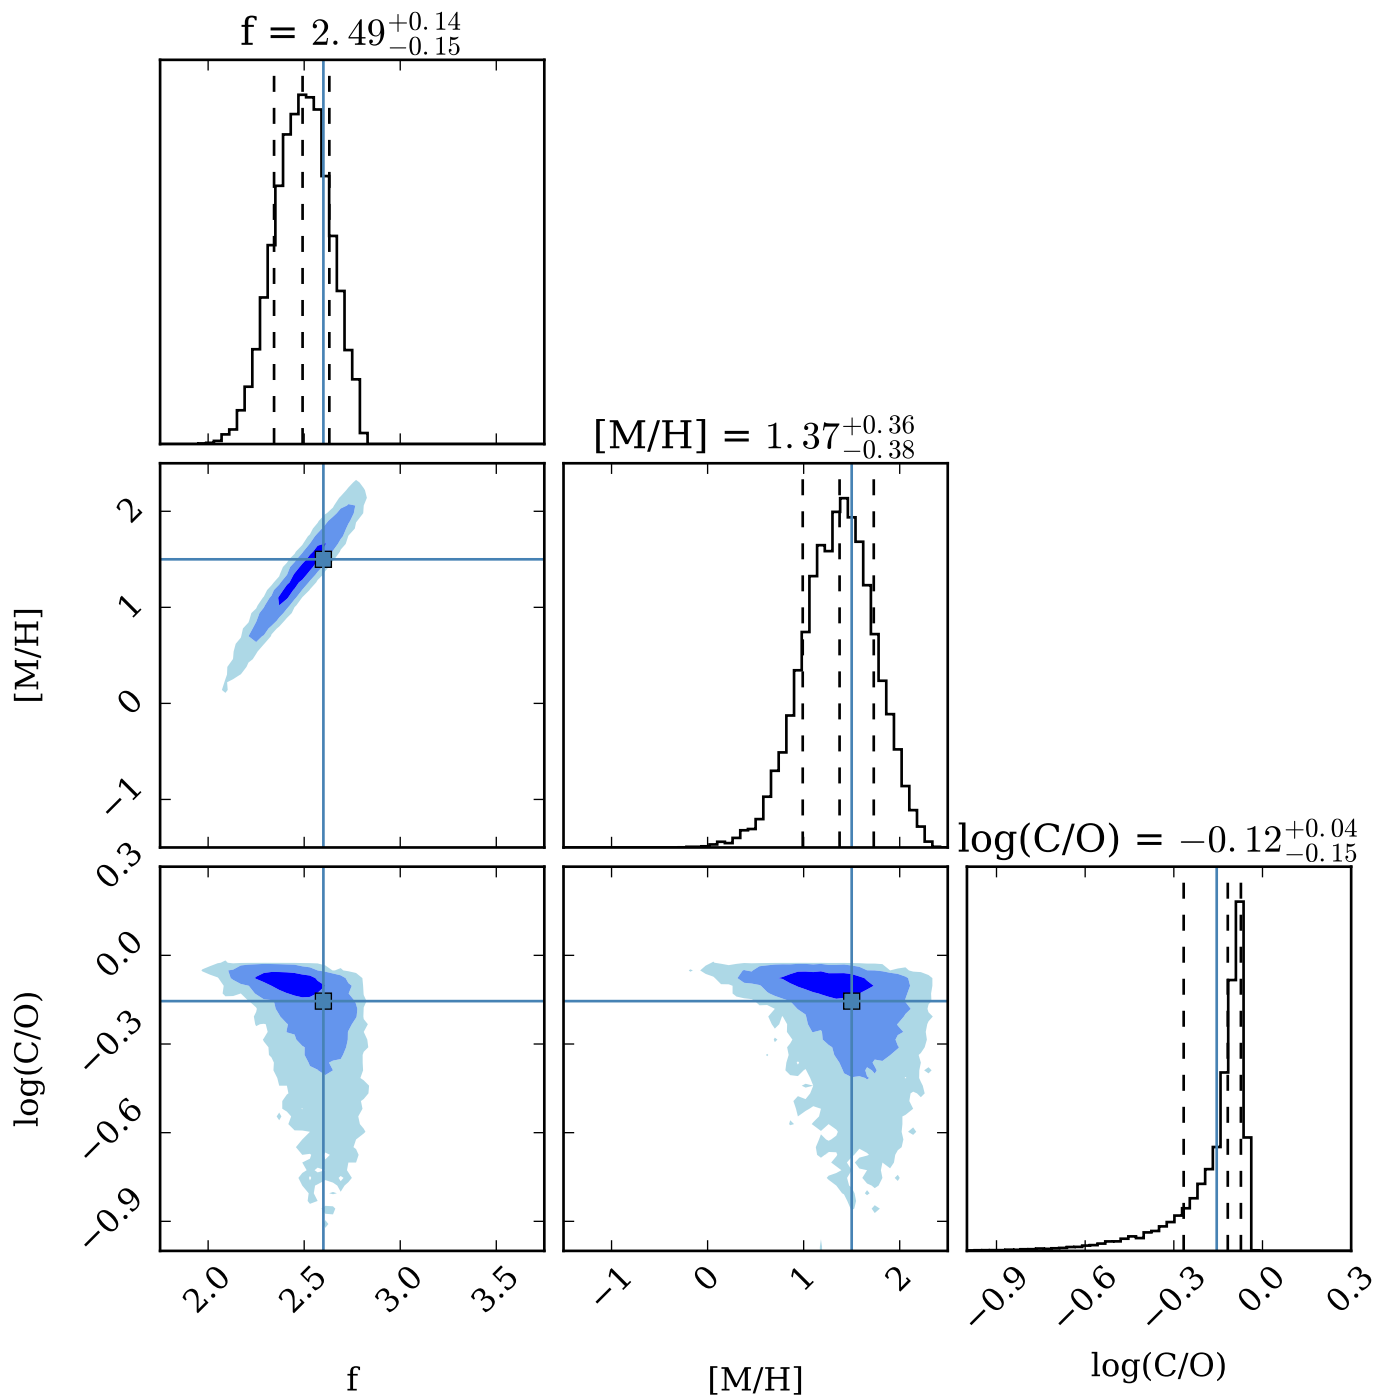 f = 2.49+0.14−0.15
[M/H] = 1.37+0.36−0.38
log(C/O) = −0.12+0.04−0.15
[M/H]
2
1
0
−1
log(C/O)
0.3
0.0
−0.3
−0.6
−0.9
2.0 2.5 3.0 3.5
−1 0 1 2
−0.9 −0.6 −0.3 0.0 0.3
f
[M/H]
log(C/O)